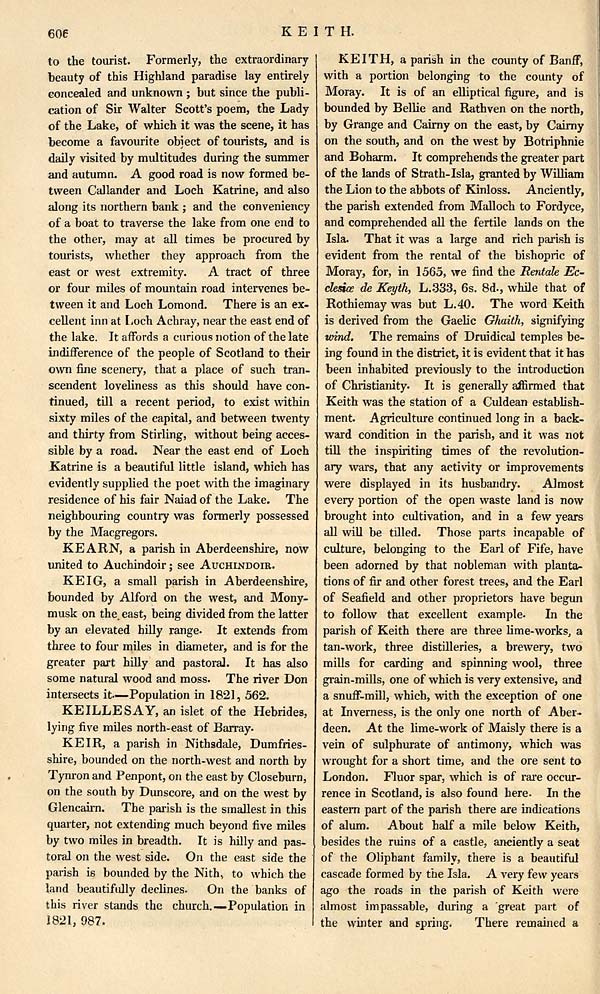 606
KEITH.
to the tourist. Formerly, the extraordinary
beauty of this Highland paradise lay entirely
concealed and unknown; but since the publi-
cation of Sir Walter Scott's poem, the Lady
of the Lake, of which it was the scene, it has
become a favourite object of tourists, and is
daily visited by multitudes during the summer
and autumn. A good road is now formed be-
tween Callander and Loch Katrine, and also
along its northern bank; and the conveniency
of a boat to traverse the lake from one end to
the other, may at all times be procured by
tourists, whether they approach from the
east or west extremity. A tract of three
or four miles of mountain road intervenes be-
tween it and Loch Lomond. There is an ex-
cellent inn at Loch Achray, near the east end of
the lake. It affords a curious notion of the late
indifference of the people of Scotland to their
own fine scenery, that a place of such tran-
scendent loveliness as this should have con-
tinued, till a recent period, to exist within
sixty miles of the capital, and between twenty
and thirty from Stirling, without being acces-
sible by a road. Near the east end of Loch
Katrine is a beautiful little island, which has
evidently supplied the poet with the imaginary
residence of his fair Naiad of the Lake. The
neighbouring country was formerly possessed
by the Macgregors.
KEARN, a parish in Aberdeenshire, now
united to Auchindoir; see AUCHINDOIR.
KEIG, a small parish in Aberdeenshire,
bounded by Alford on the west, and Mony-
musk on the east, being divided from the latter
by an elevated hilly range. It extends from
three to four miles in diameter, and is for the
greater part hilly and pastoral. It has also
some natural wood and moss. The river Don
intersects it.—Population in 1821, 562.
KEILLESAY, an islet of the Hebrides,
lying five miles north-east of Barray.
KEIR, a parish in Nithsdale, Dumfries-
shire, bounded on the north-west and north by
Tynron and Penpont, on the east by Closeburn,
on the south by Dunscore, and on the west by
Glencairn. The parish is the smallest in this
quarter, not extending much beyond five miles
by two miles in breadth. It is hilly and pas-
toral on the west side. On the east side the
parish is bounded by the Nith, to which the
land beautifully declines. On the banks of
this river stands the church.—Population in
1821, 987.
KEITH, a parish in the county of Banff,
with a portion belonging to the county of
Moray. It is of an elliptical figure, and is
bounded by Bellie and Rathven on the north,
by Grange and Cairny on the east, by Cairny
on the south, and on the west by Botriphnie
and Boharm. It comprehends the greater part
of the lands of Strath-Isla, granted by William
the Lion to the abbots of Kinloss. Anciently,
the parish extended from Malloch to Fordyce,
and comprehended all the fertile lands on the
Isla. That it was a large and rich parish is
evident from the rental of the bishopric of
Moray, for, in 1565, we find the Rentale Ec-
clesiæ de Keyth, L.333, 6s. 8d., while that of
Rothiemay was but L.40. The word Keith
is derived from the Gaelic Ghaith, signifying
wind. The remains of Druidical temples be-
ing found in the district, it is evident that it has
been inhabited previously to the introduction
of Christianity. It is generally affirmed that
Keith was the station of a Culdean establish-
ment. Agriculture continued long in a back-
ward condition in the parish, and it was not
till the inspiriting times of the revolution-
ary wars, that any activity or improvements
were displayed in its husbandry. Almost
every portion of the open waste land is now
brought into cultivation, and in a few years
all will be tilled. Those parts incapable of
culture, belonging to the Earl of Fife, have
been adorned by that nobleman with planta-
tions of fir and other forest trees, and the Earl
of Seafield and other proprietors have begun
to follow that excellent example. In the
parish of Keith there are three lime-works, a
tan-work, three distilleries, a brewery, two
mills for carding and spinning wool, three
grain-mills, one of which is very extensive, and
a snuff-mill, which, with the exception of one
at Inverness, is the only one north of Aber-
deen. At the lime-work of Maisly there is a
vein of sulphurate of antimony, which was
wrought for a short time, and the ore sent to
London. Fluor spar, which is of rare occur-
rence in Scotland, is also found here. In the
eastern part of the parish there are indications
of alum. About half a mile below Keith,
besides the ruins of a castle, anciently a seat
of the Oliphant family, there is a beautiful
cascade formed by the Isla. A very few years
ago the roads in the parish of Keith were
almost impassable, during a great part of
the winter and spring. There remained a